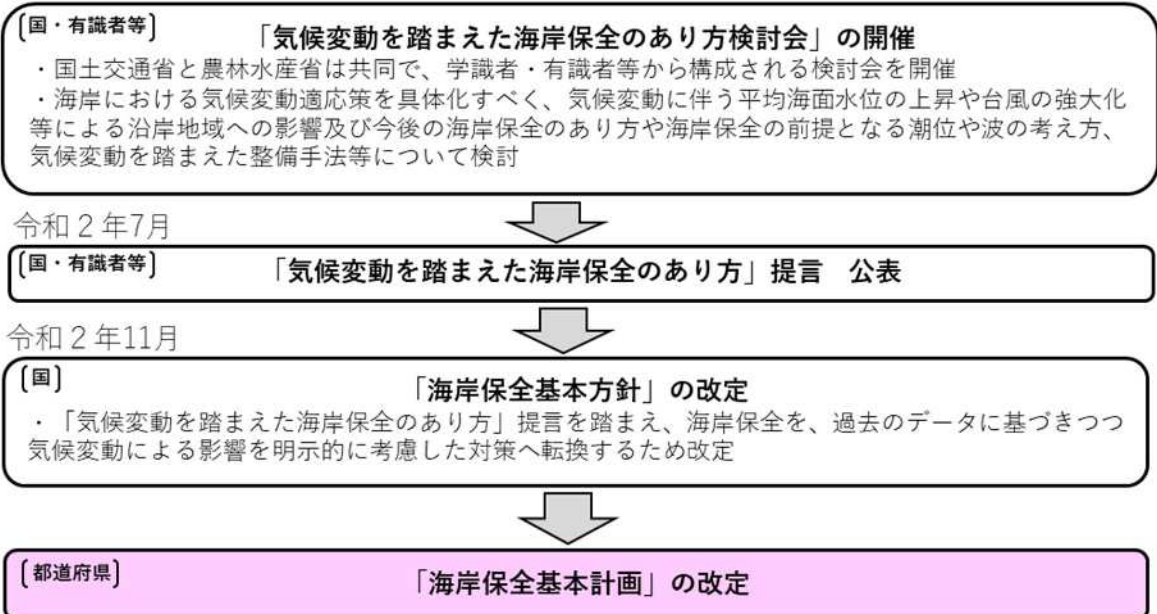 〔国・有識者等〕
「気候変動を踏まえた海岸保全のあり方検討会」の開催
・国土交通省と農林水産省は共同で、学識者・有識者等から構成される検討会を開催
・海岸における気候変動適応策を具体化すべく、気候変動に伴う平均海面水位の上昇や台風の強大化
等による沿岸地域への影響及び今後の海岸保全のあり方や海岸保全の前提となる潮位や波の考え方、
気候変動を踏まえた整備手法等について検討
令和２年7月
〔国・有識者等〕
「気候変動を踏まえた海岸保全のあり方」提言　公表
令和２年11月
〔国〕
「海岸保全基本方針」の改定
・「気候変動を踏まえた海岸保全のあり方」提言を踏まえ、海岸保全を、過去のデータに基づきつつ
気候変動による影響を明示的に考慮した対策へ転換するため改定
〔都道府県〕
「海岸保全基本計画」の改定